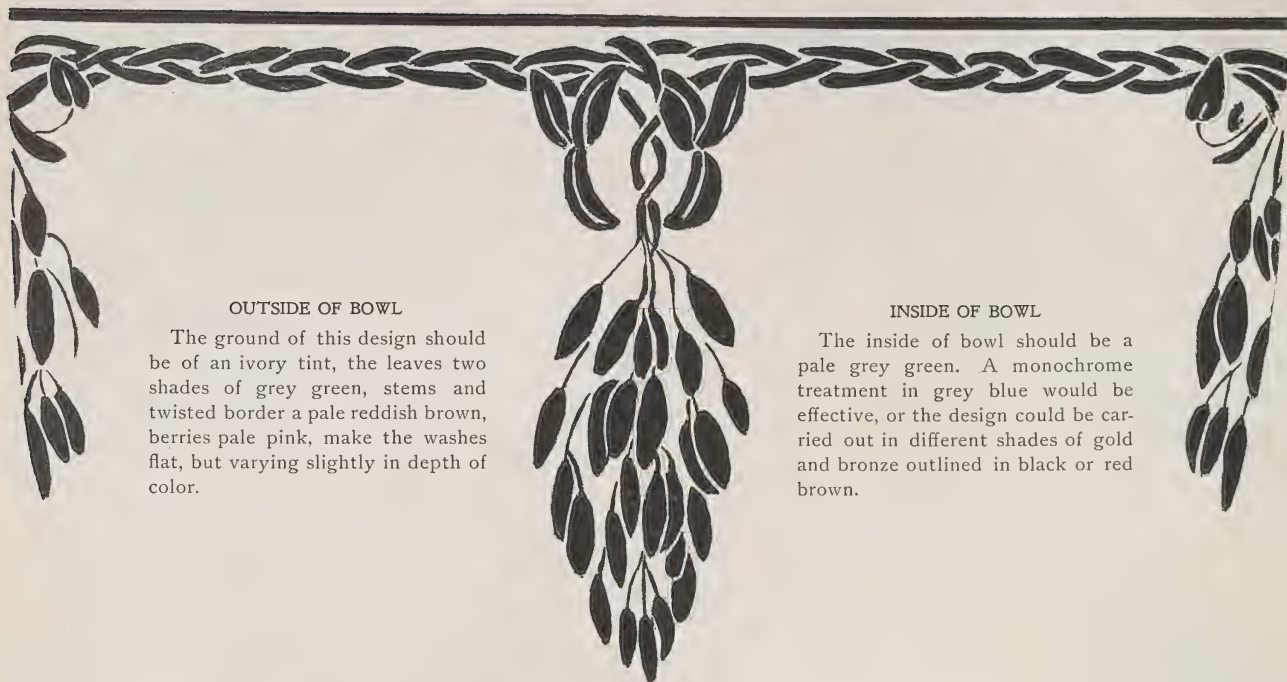 OUTSIDE OF BOWL
The ground of this design should
be of an ivory tint, the leaves two
shades of grey green, stems and
twisted border a pale reddish brown,
berries pale pink, make the washes
flat, but varying slightly in depth of
color.
INSIDE OF BOWL
The inside of bowl should be a
pale grey green. A monochrome
treatment in grey blue would be
effective, or the design could be car-
ried out in different shades of gold
and bronze outlined in black or red
brown.